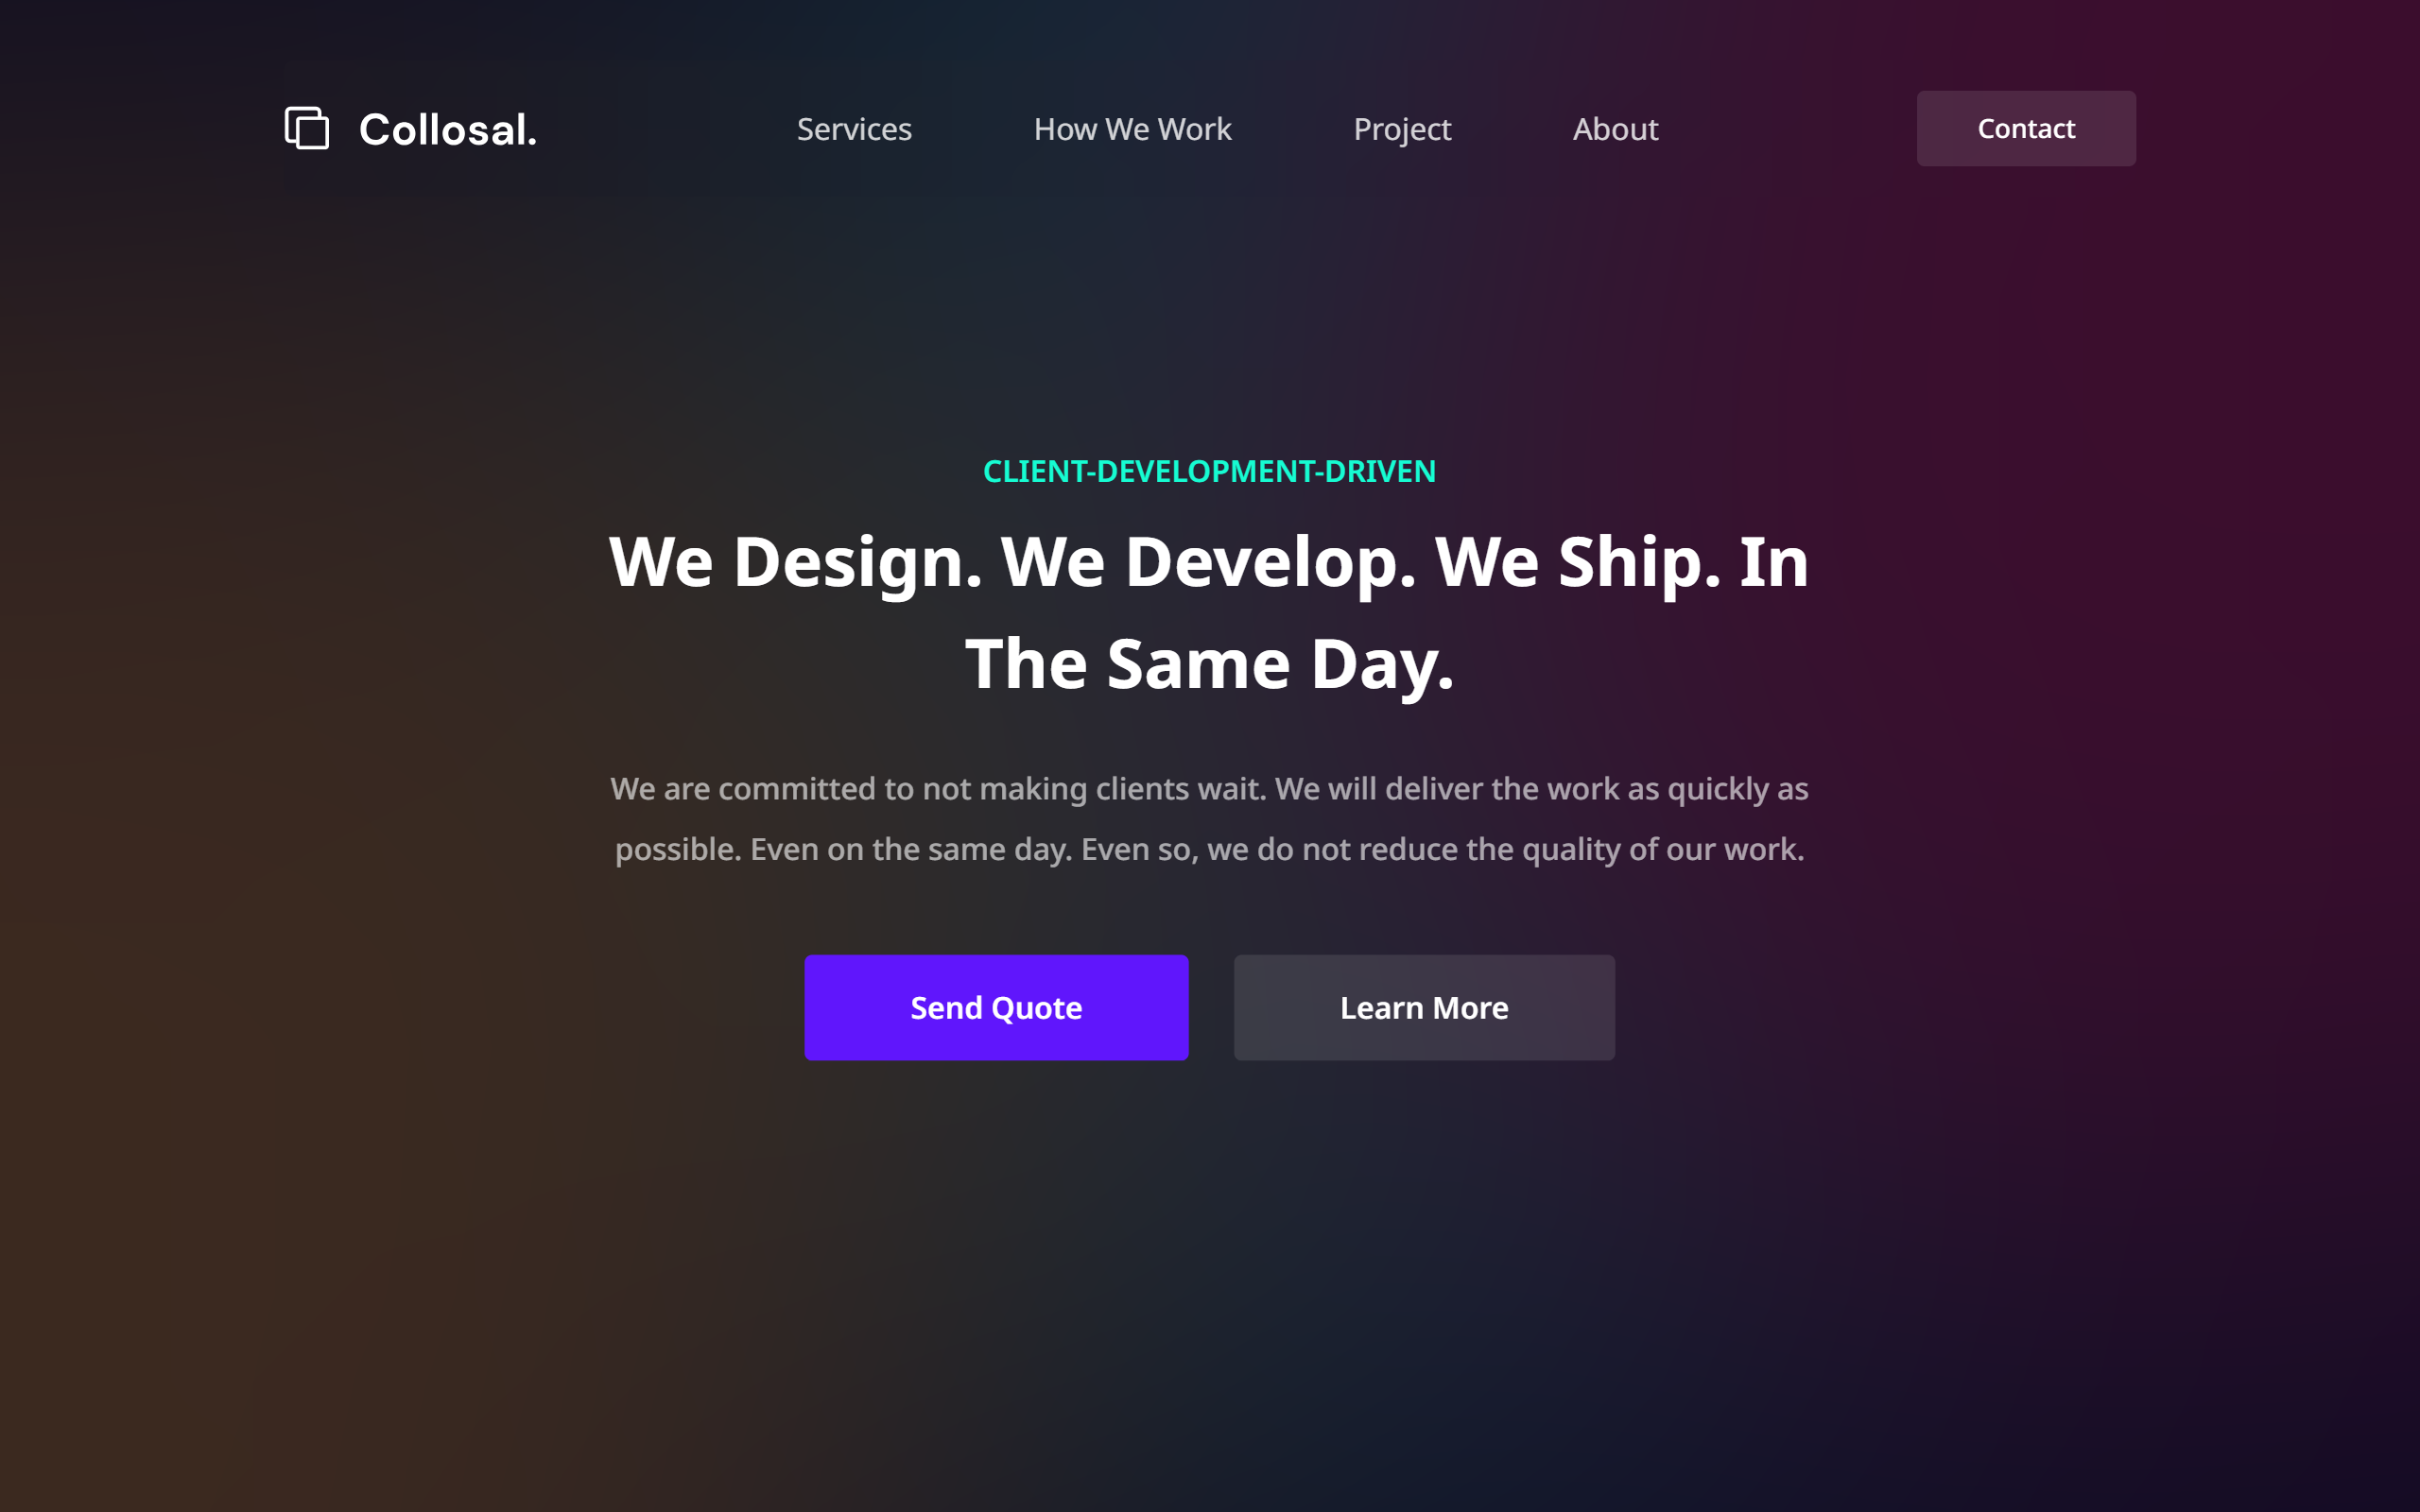 Collosal.
Services
How We Work
Project
About
Contact
CLIENT-DEVELOPMENT-DRIVEN
We Design. We Develop. We Ship. In
The Same Day.
We are committed to not making clients wait. We will deliver the work as quickly as
possible. Even on the same day. Even so, we do not reduce the quality of our work.
Send Quote
Learn More